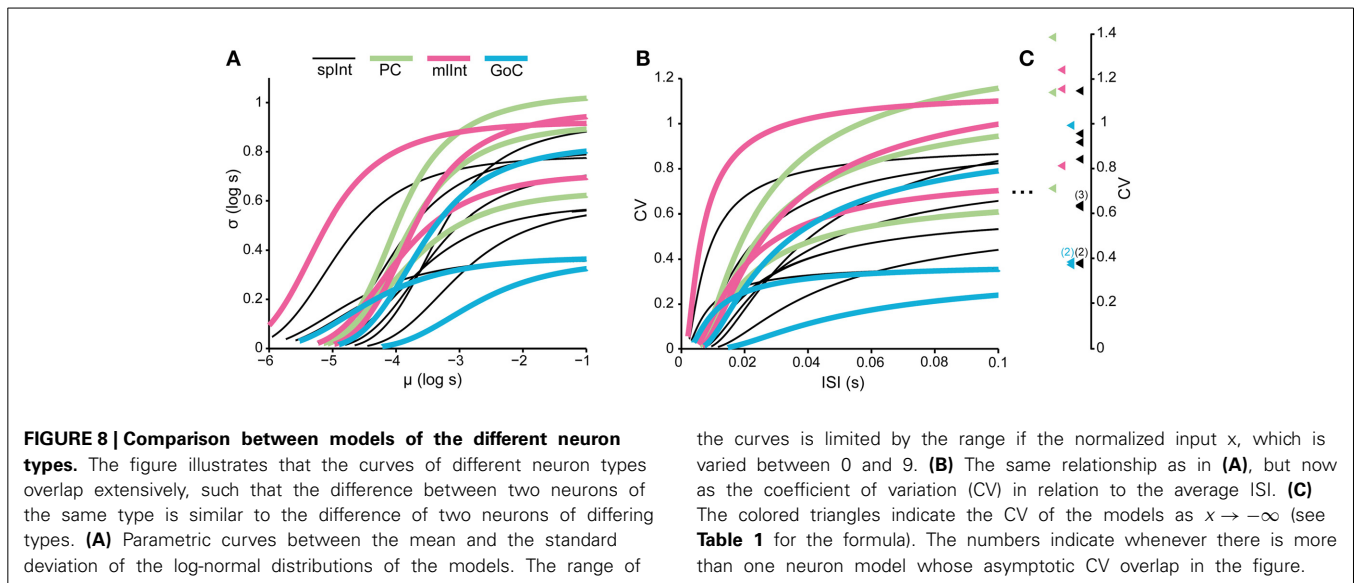 A
B
C
spInt PC mlInt GoC
1
0.8
0.6
0.4
0.2
0
σ (log s)
−6 −5 −4 −3 −2 −1
μ (log s)
1.2
1
0.8
0.6
0.4
0.2
0
CV
0 0.02 0.04 0.06 0.08 0.1
ISI (s)
...
1.4
1.2
1
0.8
0.6
0.4
0.2
0
CV
(3)
(2)(2)
FIGURE 8 | Comparison between models of the different neuron
types. The figure illustrates that the curves of different neuron types
overlap extensively, such that the difference between two neurons of
the same type is similar to the difference of two neurons of differing
types. (A) Parametric curves between the mean and the standard
deviation of the log-normal distributions of the models. The range of
the curves is limited by the range if the normalized input x, which is
varied between 0 and 9. (B) The same relationship as in (A), but now
as the coefficient of variation (CV) in relation to the average ISI. (C)
The colored triangles indicate the CV of the models as x → −∞ (see
Table 1 for the formula). The numbers indicate whenever there is more
than one neuron model whose asymptotic CV overlap in the figure.